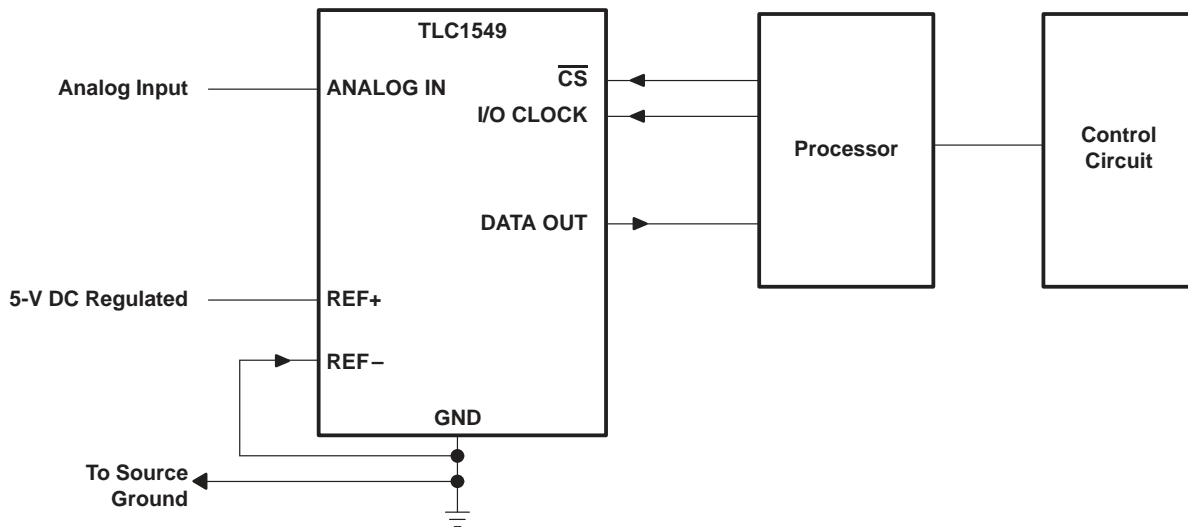 TLC1549
Analog Input
ANALOG IN
CS
I/O CLOCK
Processor
Control
Circuit
DATA OUT
5-V DC Regulated
REF+
REF−
GND
To Source
Ground